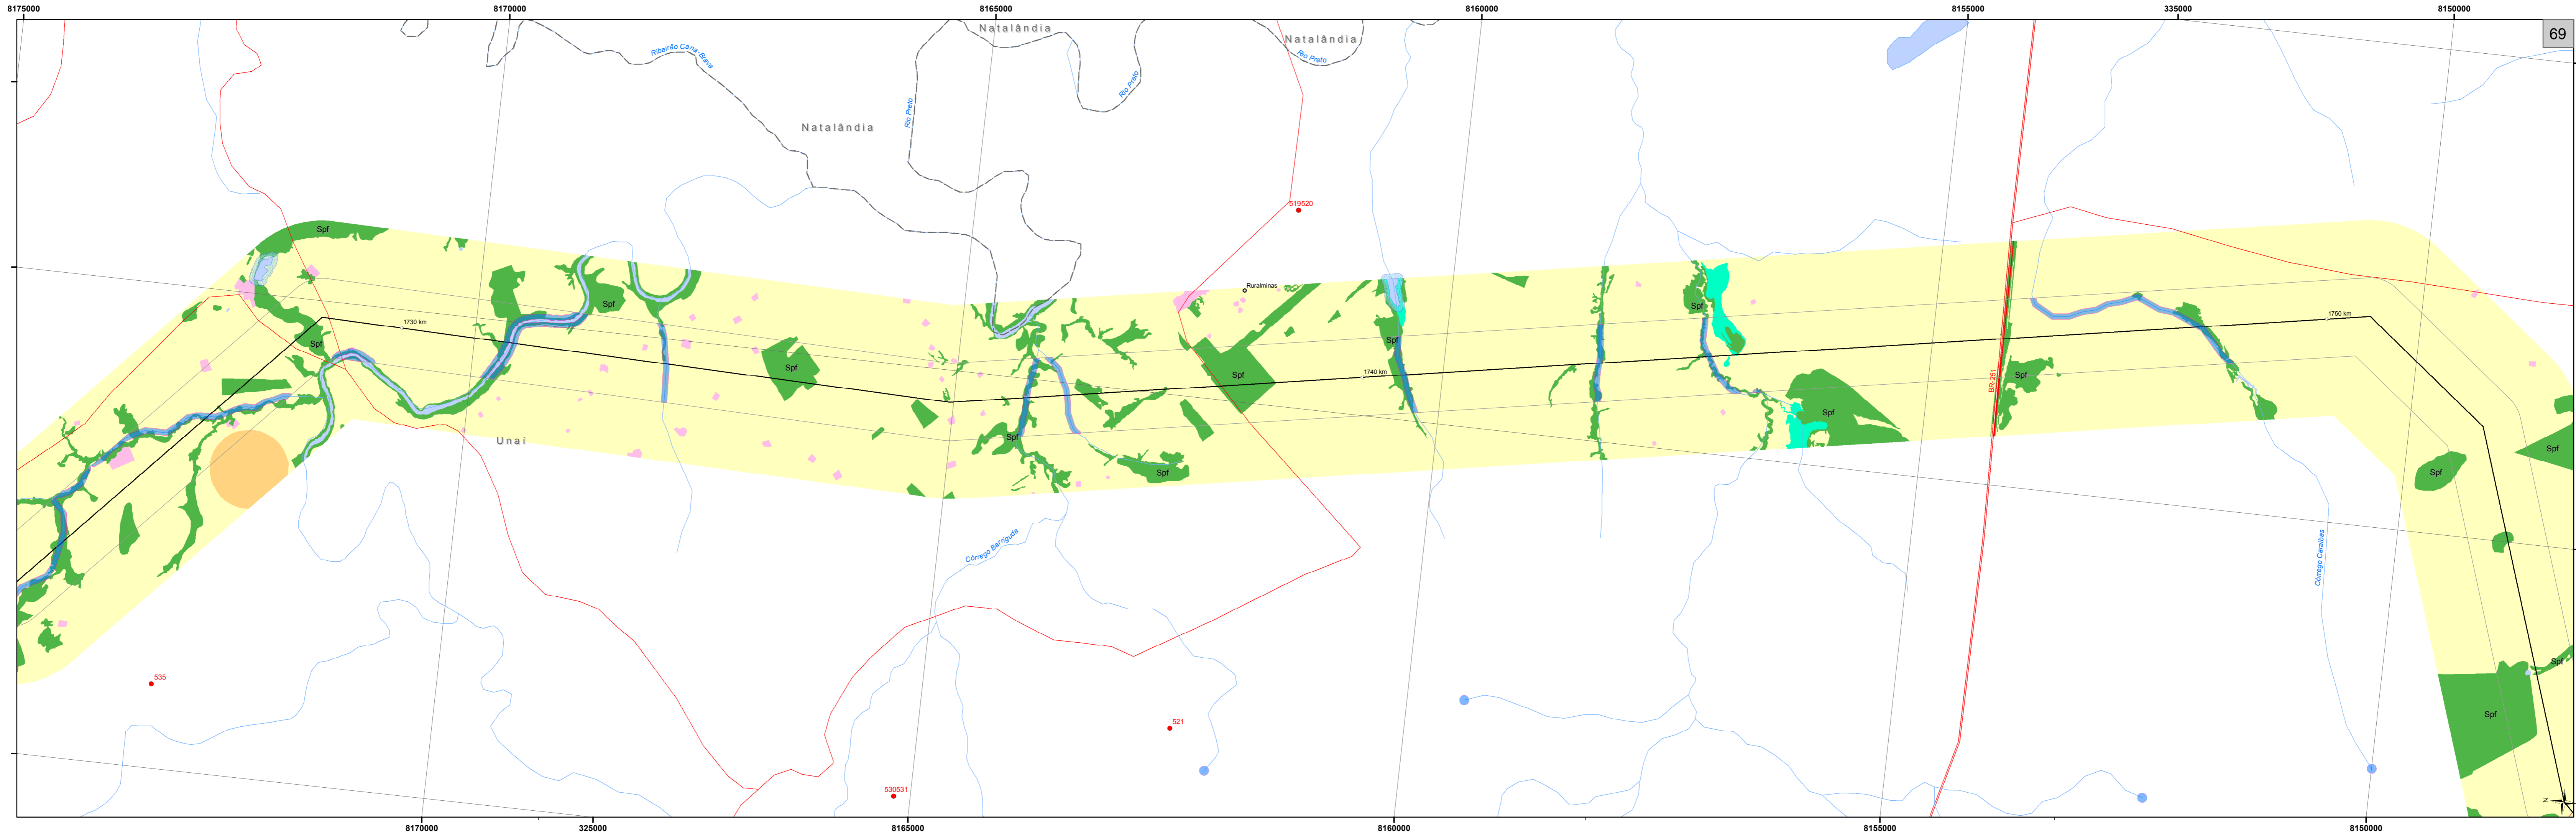 8175000 8170000 8165000 8160000 8155000 335000 8150000
69
Natalândia
Natalândia
Ribeirão Cana-Brava
Rio Preto
Rio Preto
Rio Preto
Natalândia
519520
Spf
Ruralminas
Spf
Spf
1730 km
1750 km
Spf
Spf
Spf
Spf
1740 km
Spf
BR-251
Spf
Spf
Unaí
Spf
Spf
Spf
Spf
Córrego Barriguda
Córrego Caraíbas
Spf
535
Spf
521
530531
N
8170000 325000 8165000 8160000 8155000 8150000